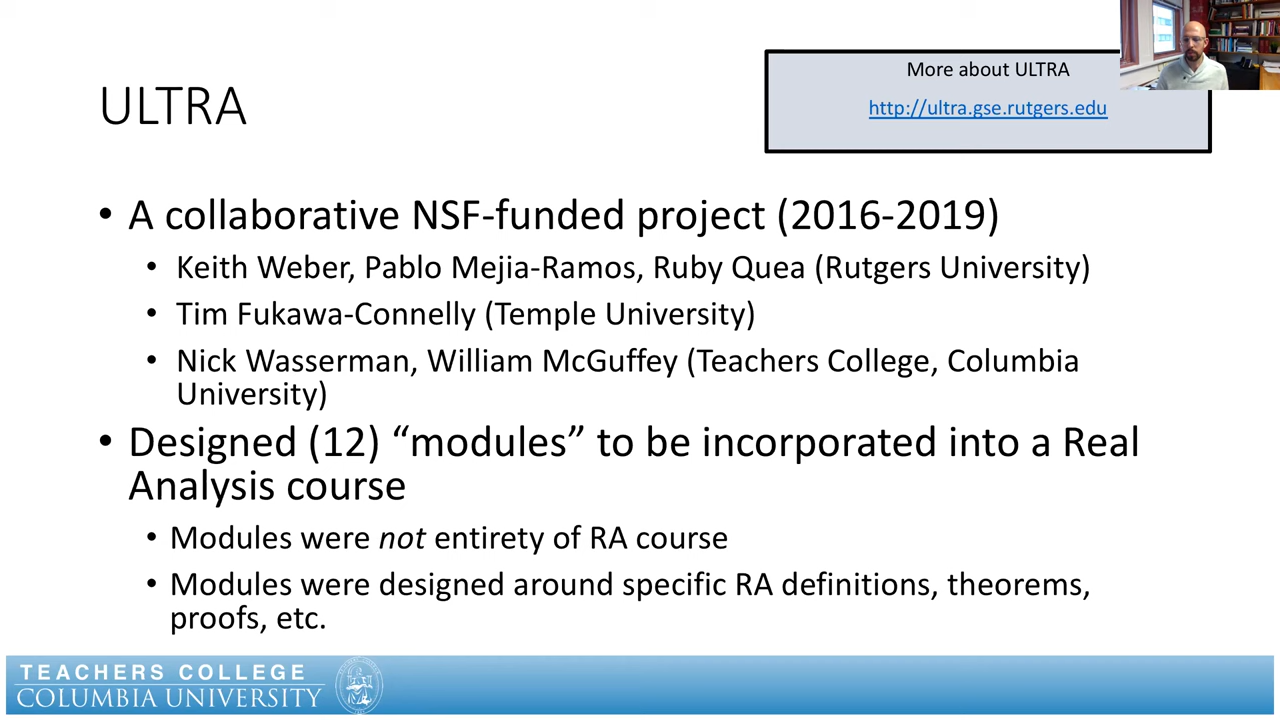 More about ULTRA
http://ultra.gse.rutgers.edu
ULTRA
• A collaborative NSF-funded project (2016-2019)
• Keith Weber, Pablo Mejia-Ramos, Ruby Quea (Rutgers University)
• Tim Fukawa-Connelly (Temple University)
• Nick Wasserman, William McGuffey (Teachers College, Columbia
University)
• Designed (12) “modules” to be incorporated into a Real
Analysis course
• Modules were not entirety of RA course
• Modules were designed around specific RA definitions, theorems,
proofs, etc.
TEACHERS COLLEGE
COLUMBIA UNIVERSITY